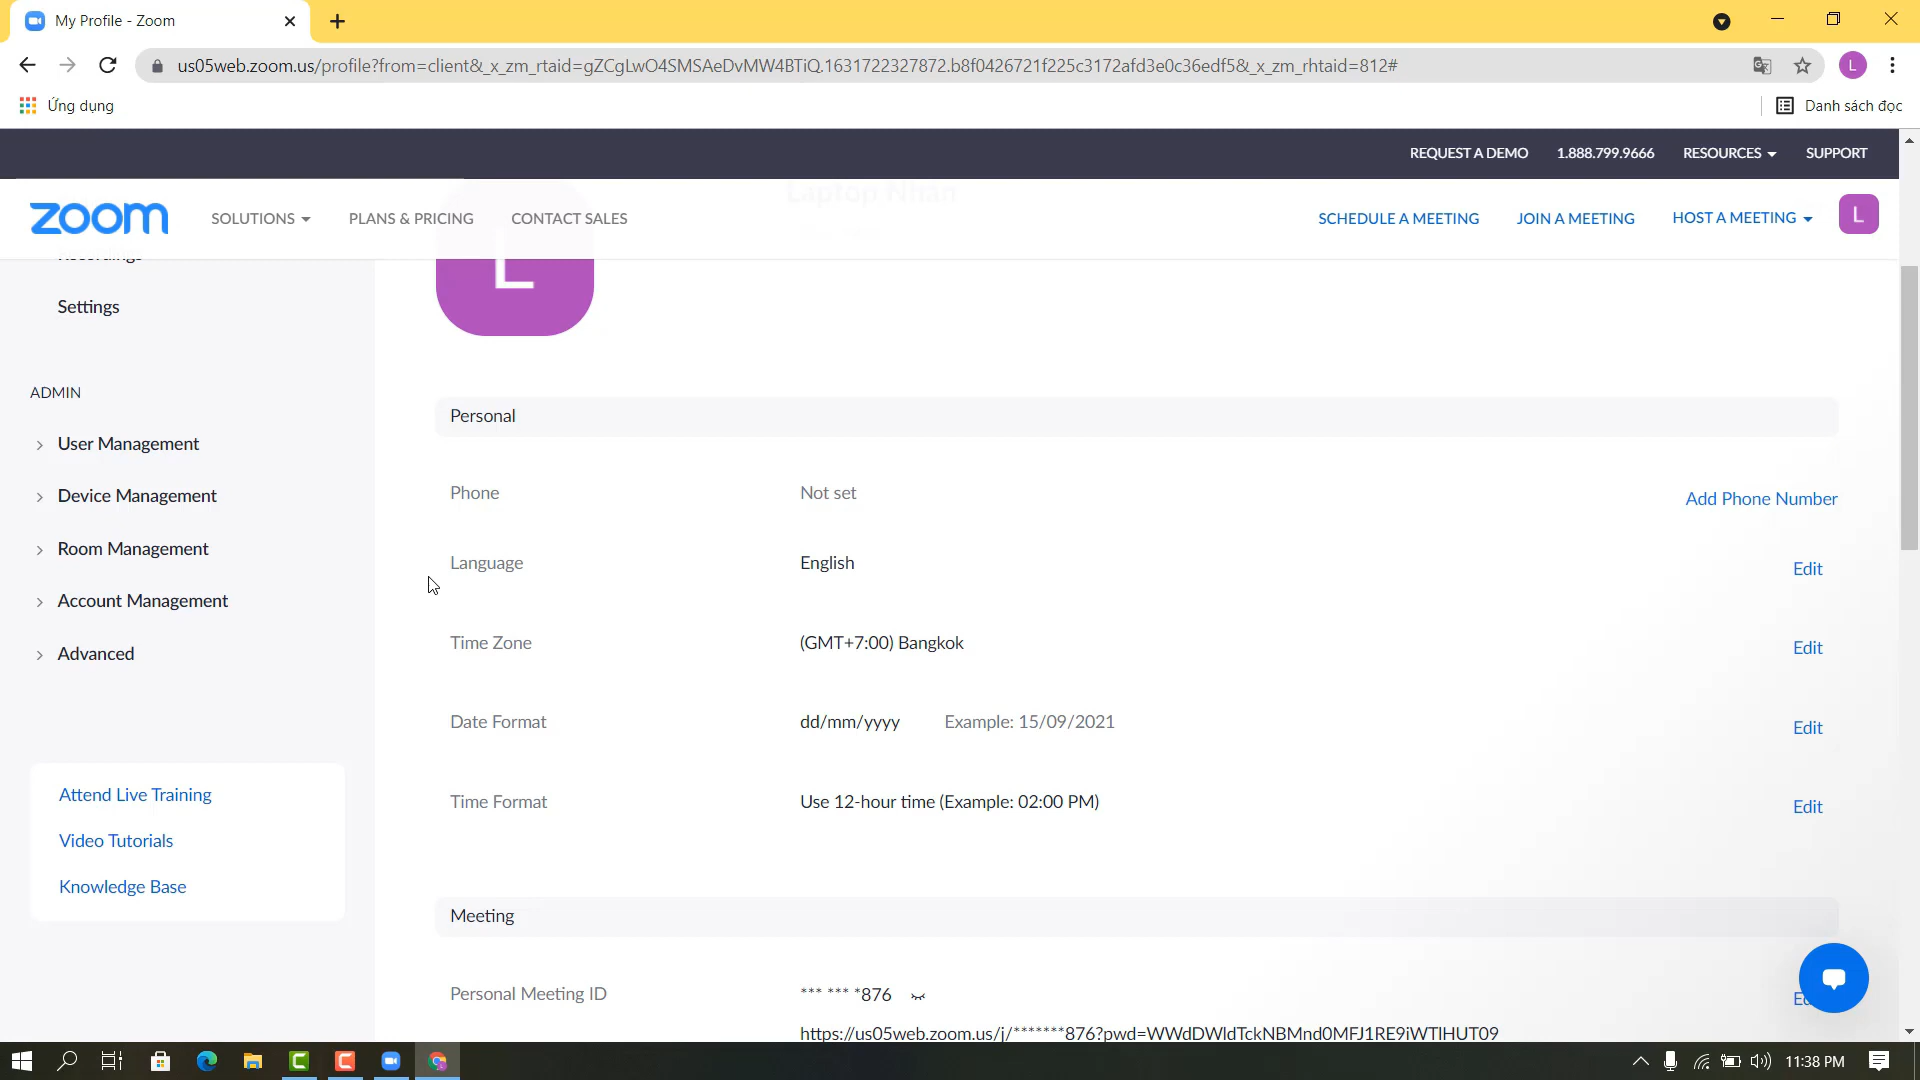 My Profile - Zoom
us05web.zoom.us/profile?from=client&_x_zm_rtaid=gZCgLwO4SMSAeDvMW4BTiQ.1631722327872.b8f0426721f225c3172afd3e0c36edf5&_x_zm_rhtaid=812#
L
Ứng dụng
Danh sách đọc
REQUEST A DEMO
1.888.799.9666
RESOURCES
SUPPORT
Laptop Nhân
zoom
SOLUTIONS
PLANS & PRICING
CONTACT SALES
SCHEDULE A MEETING
JOIN A MEETING
HOST A MEETING
L
L
Recordings
Settings
ADMIN
User Management
Device Management
Room Management
Account Management
Advanced
Attend Live Training
Video Tutorials
Knowledge Base
Personal
Phone
Not set
Add Phone Number
Language
English
Edit
Time Zone
(GMT+7:00) Bangkok
Edit
Date Format
dd/mm/yyyy
Example: 15/09/2021
Edit
Time Format
Use 12-hour time (Example: 02:00 PM)
Edit
Meeting
Personal Meeting ID
*** *** *876
https://us05web.zoom.us/j/*******876?pwd=WWdDWldTckNBMnd0MFJ1RE9iWTlHUT09
11:38 PM